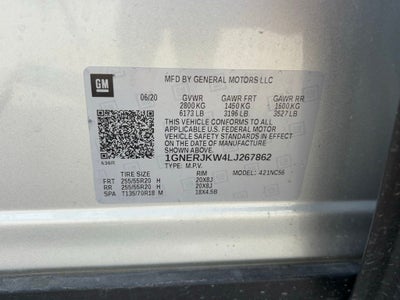 GM
MFD BY GENERAL MOTORS LLC
06/20 GVWR GAWR FRT GAWR RR
2800 KG 1450 KG 1600 KG
6173 LB 3196 LB 3527 LB
THIS VEHICLE CONFORMS TO ALL
APPLICABLE U.S. FEDERAL MOTOR
VEHICLE SAFETY STANDARDS IN EFFECT ON
THE DATE OF MANUFACTURE SHOWN ABOVE.
1GNERJKW4LJ267862
TYPE: M.P.V.
TIRE SIZE RIM MODEL: 421NC56
FRT 255/55R20 H 20X8J
RR 255/55R20 H 20X8J
SPA T135/70R18 M 18X4.5B